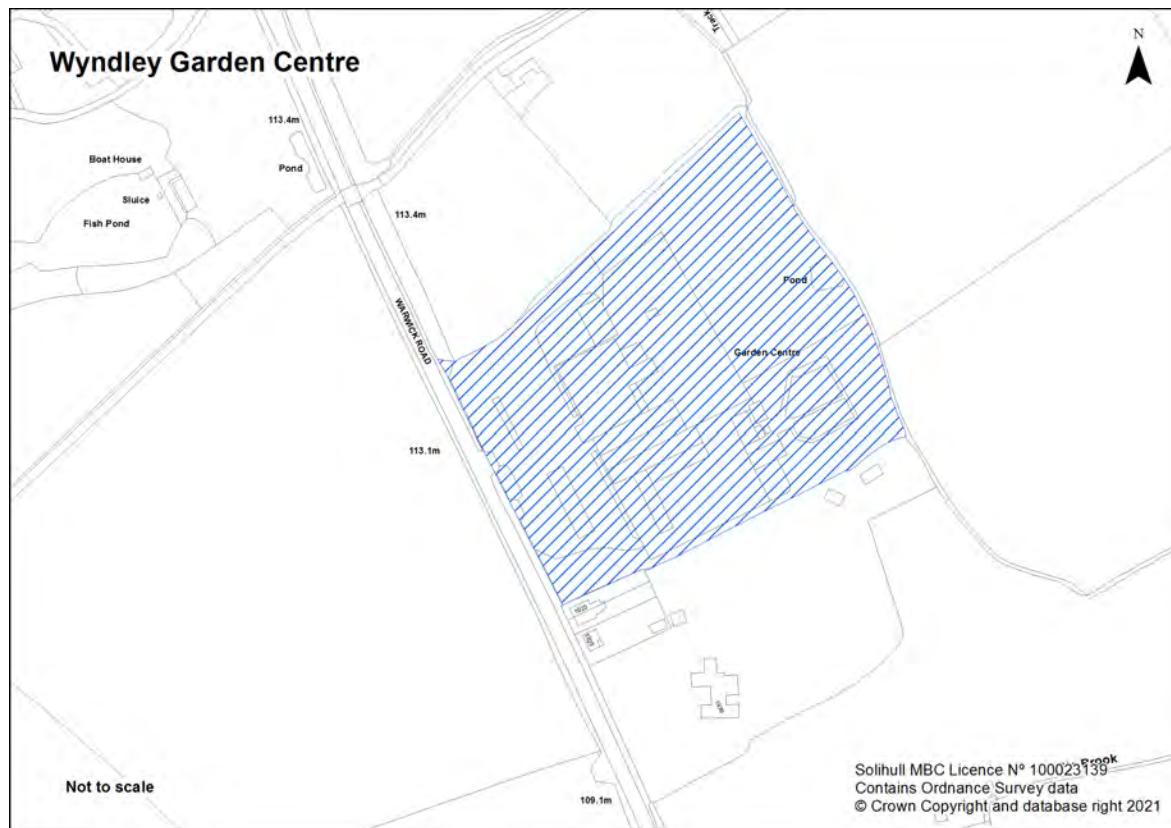 Wyndley Garden Centre
N
Track
113.4m
Boat House
Pond
Sluice
Fish Pond
113.4m
WARWICK ROAD
Pond
Garden Centre
113.1m
Not to scale
109.1m
Brook
Solihull MBC Licence Nº 100023139
Contains Ordnance Survey data
© Crown Copyright and database right 2021